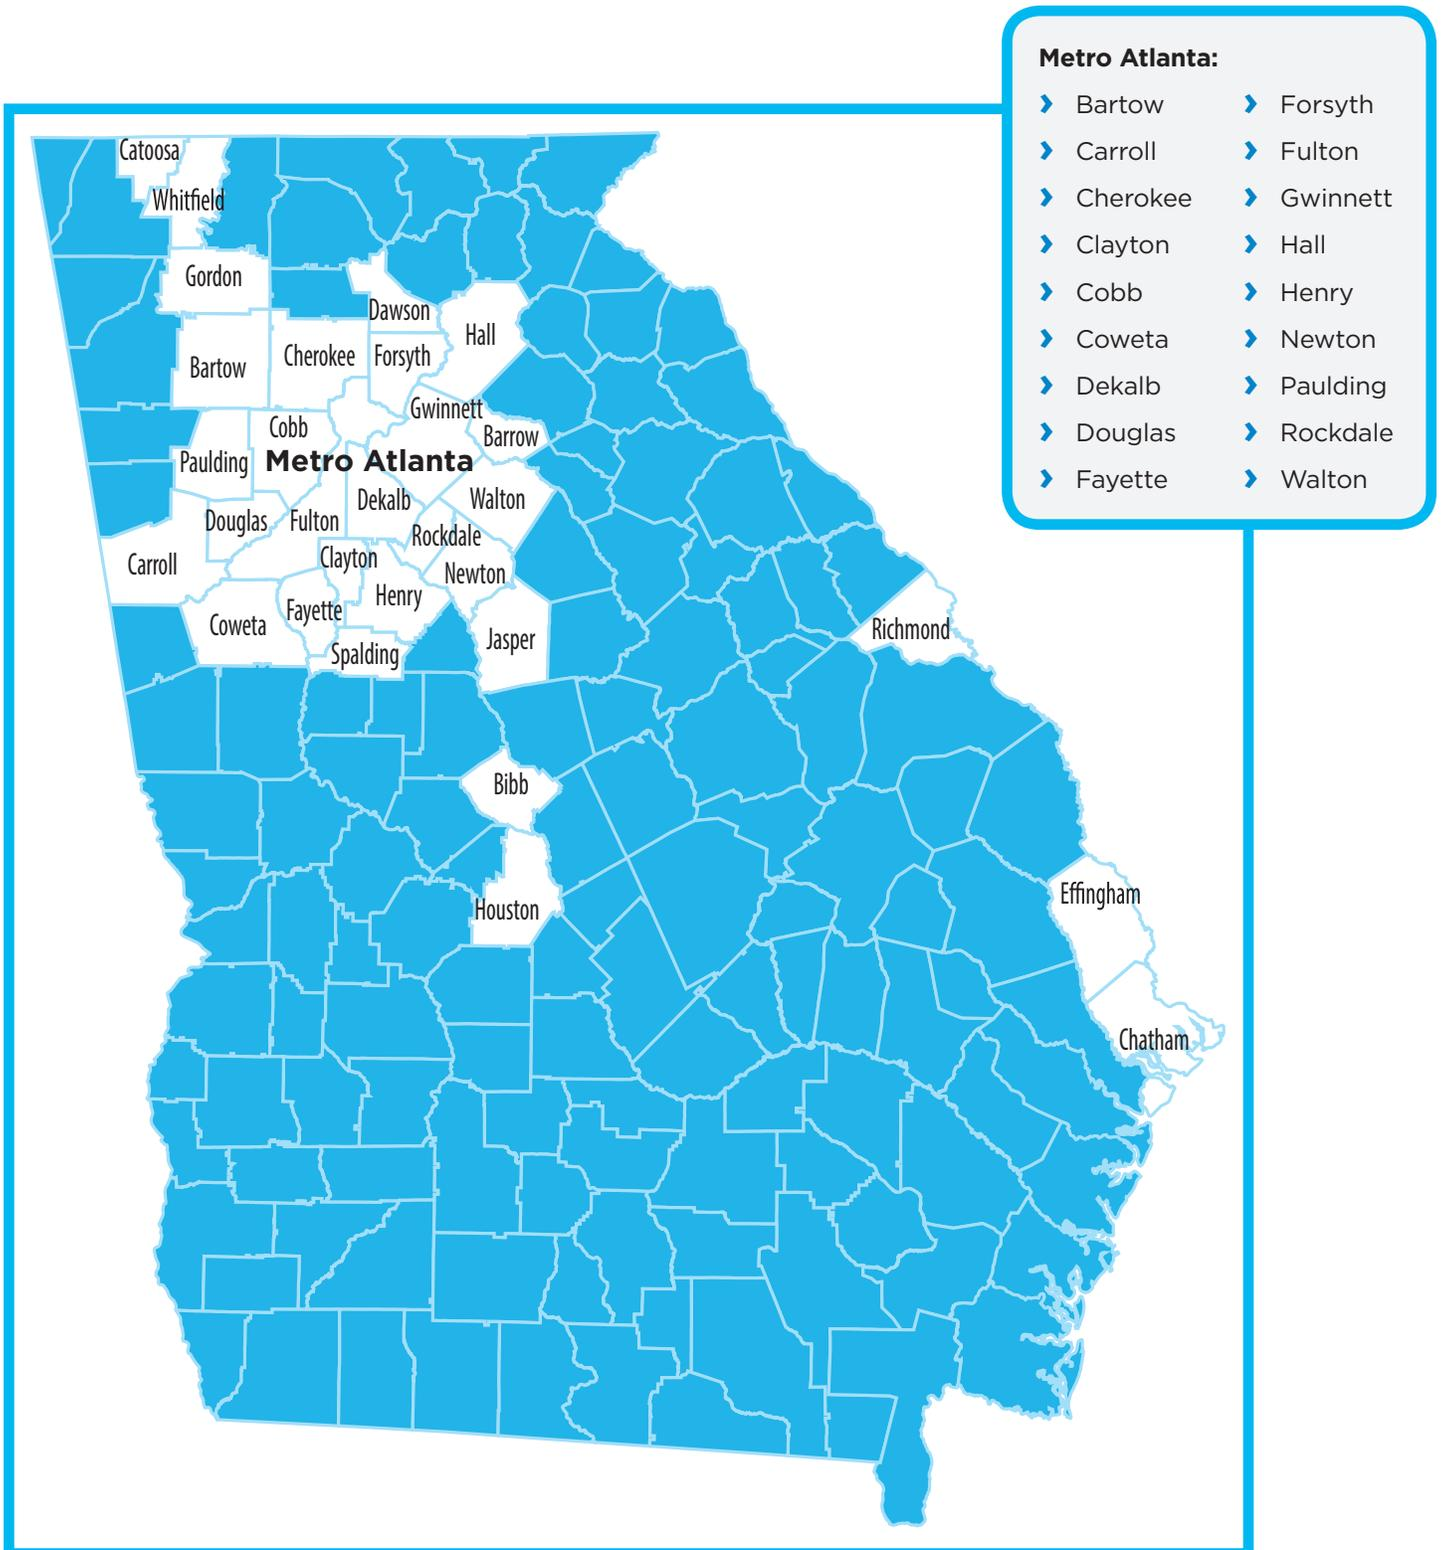 Metro Atlanta:
Bartow
Carroll
Cherokee
Clayton
Cobb
Coweta
Dekalb
Douglas
Fayette
Forsyth
Fulton
Gwinnett
Hall
Henry
Newton
Paulding
Rockdale
Walton
Catoosa
Whitfield
Gordon
Dawson
Hall
Bartow
Cherokee
Forsyth
Gwinnett
Cobb
Barrow
Paulding
Metro Atlanta
Dekalb
Walton
Douglas
Fulton
Rockdale
Carroll
Clayton
Newton
Henry
Fayette
Coweta
Jasper
Spalding
Richmond
Bibb
Houston
Effingham
Chatham